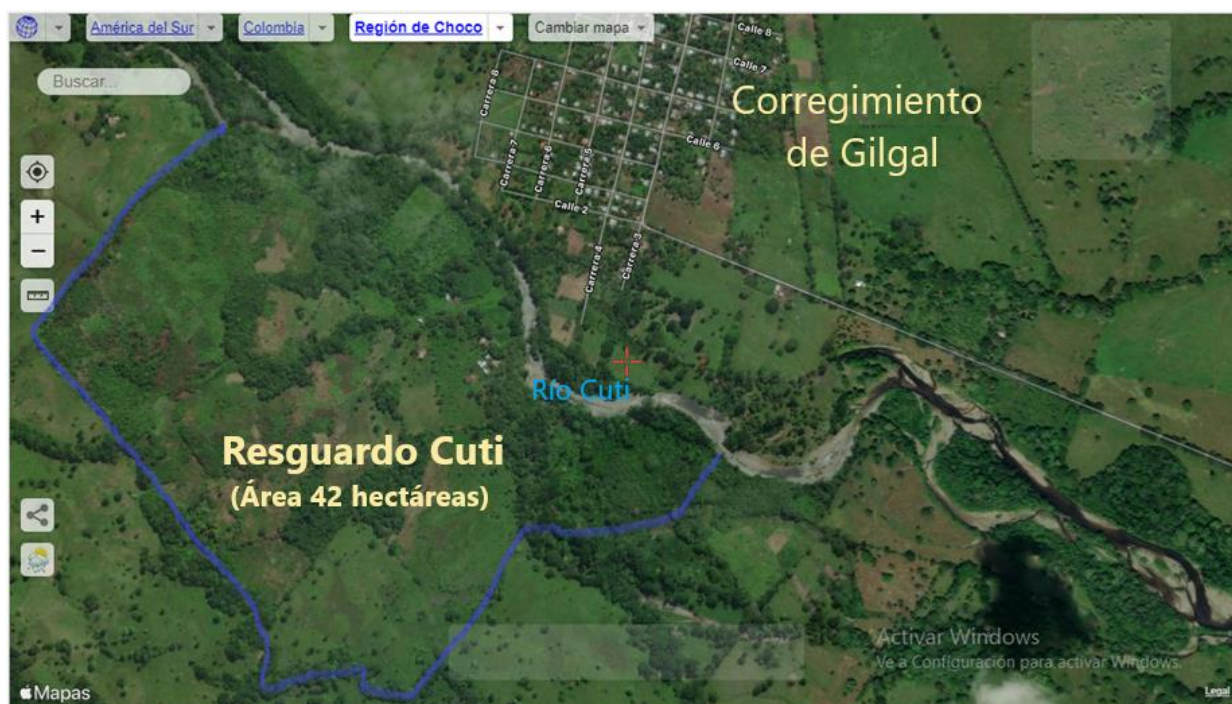 América del Sur
Colombia
Región de Choco
Cambiar mapa
Buscar...
Calle 8
Calle 7
Carrera 8
Corregimiento
de Gilgal
Calle 6
Carrera 7
Carrera 6
Carrera 5
Calle 2
Carrera 4
Carrera 3
Río Cuti
Resguardo Cuti
(Área 42 hectáreas)
Activar Windows
Ve a Configuración para activar Windows.
Mapas
Legal